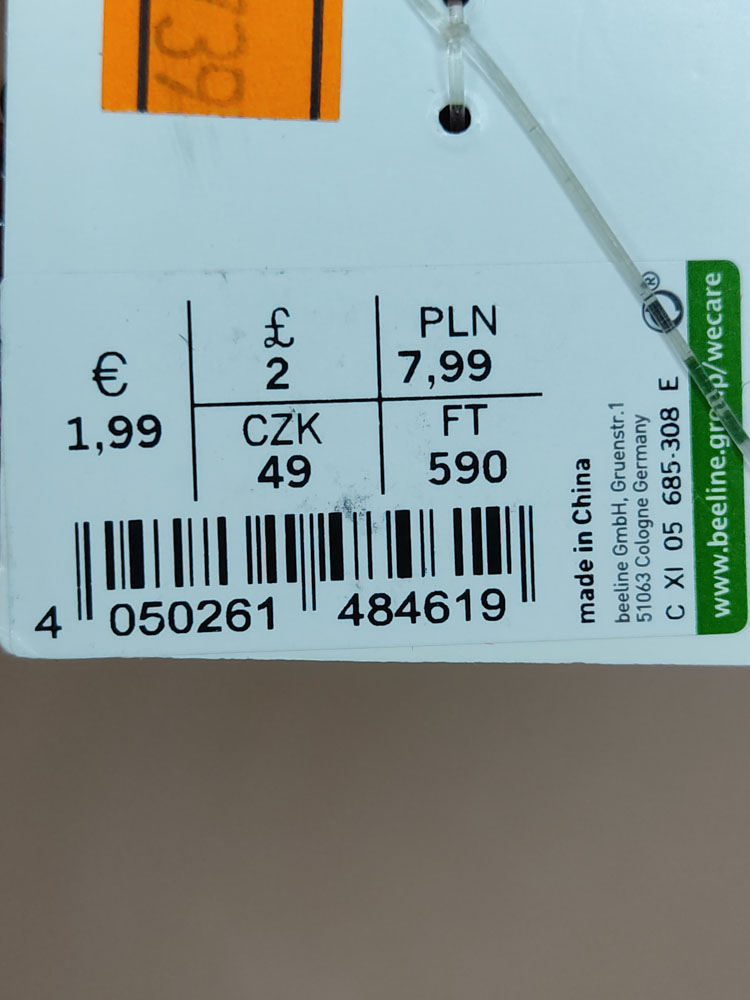 739
€
1,99
£
2
PLN
7,99
CZK
49
FT
590
4 050261 484619
made in China
beeline GmbH, Gruenstr.1
51063 Cologne Germany
C XI 05 685-308 E
®
www.beeline.group/wecare